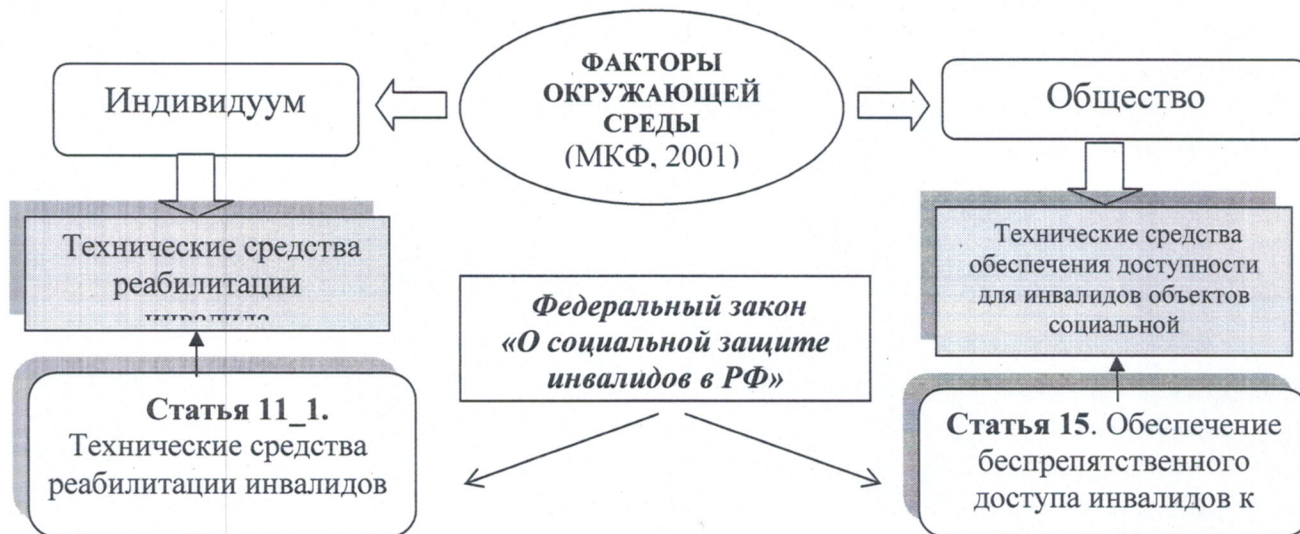 ФАКТОРЫ
ОКРУЖАЮЩЕЙ
СРЕДЫ
(МКФ, 2001)
Индивидуум
Общество
Технические средства
реабилитации
инвалида
Технические средства
обеспечения доступности
для инвалидов объектов
социальной
Федеральный закон
«О социальной защите
инвалидов в РФ»
Статья 11_1.
Технические средства
реабилитации инвалидов
Статья 15. Обеспечение
беспрепятственного
доступа инвалидов к